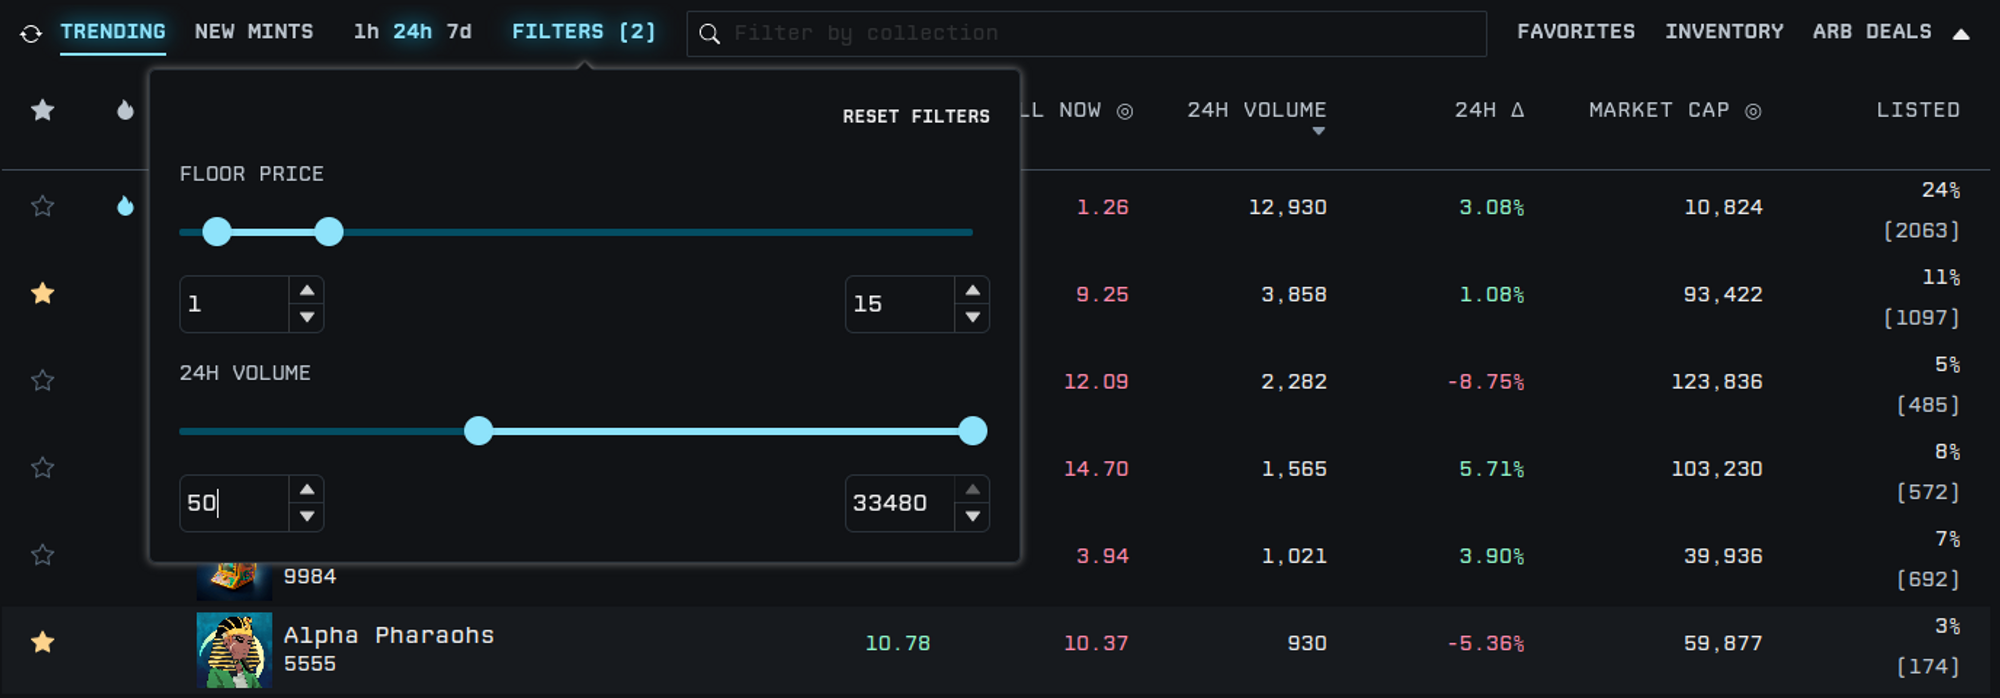 TRENDING NEW MINTS 1h 24h 7d FILTERS [2] Filter by collection FAVORITES INVENTORY ARB DEALS
LL NOW 24H VOLUME 24H Δ MARKET CAP LISTED
RESET FILTERS
FLOOR PRICE
1 15
24H VOLUME
50 33480
1.26 12,930 3.08% 10,824 24%
[2063]
9.25 3,858 1.08% 93,422 11%
[1097]
12.09 2,282 -8.75% 123,836 5%
[485]
14.70 1,565 5.71% 103,230 8%
[572]
3.94 1,021 3.90% 39,936 7%
9984 [692]
Alpha Pharaohs 10.78 10.37 930 -5.36% 59,877 3%
5555 [174]